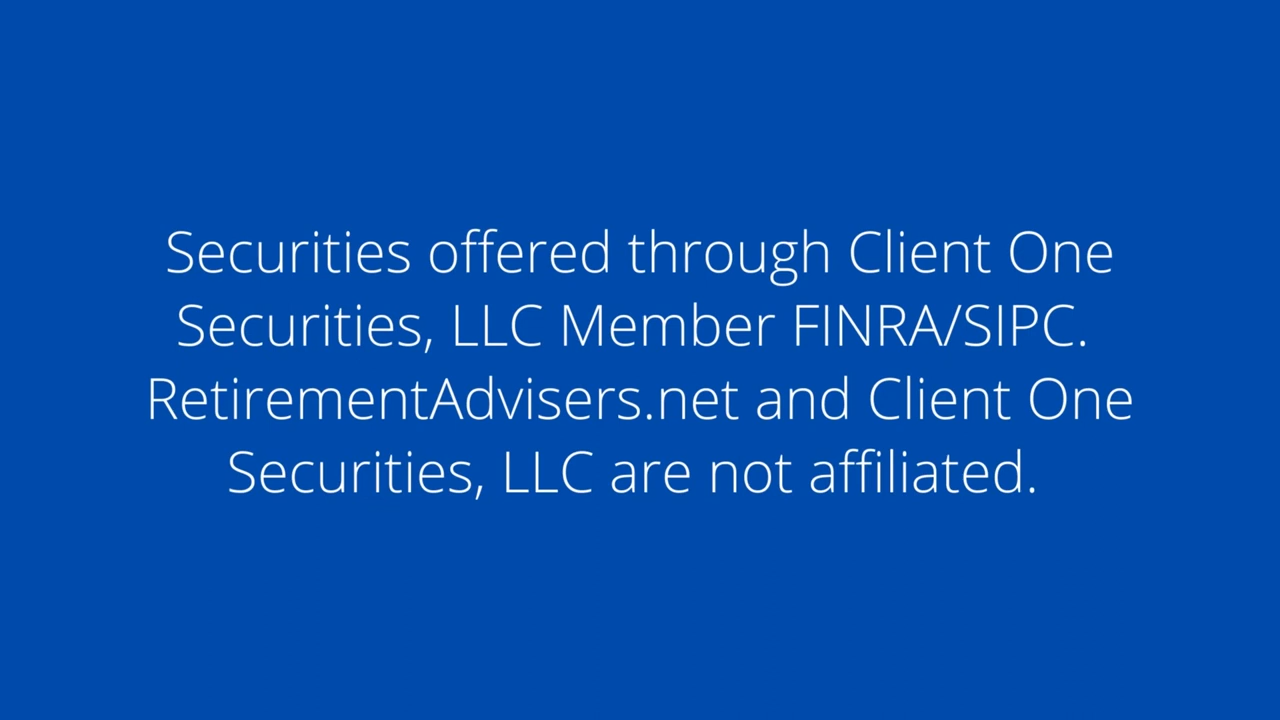 Securities offered through Client One
Securities, LLC Member FINRA/SIPC.
RetirementAdvisers.net and Client One
Securities, LLC are not affiliated.